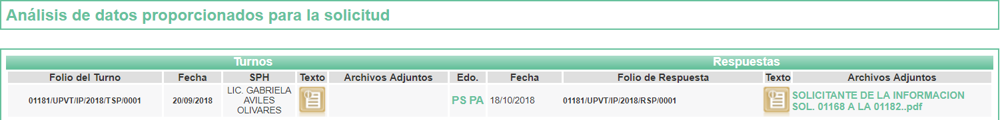 Análisis de datos proporcionados para la solicitud
Turnos Respuestas
Folio del Turno Fecha SPH Texto Archivos Adjuntos Edo. Fecha Folio de Respuesta Texto Archivos Adjuntos
01181/UPVT/IP/2018/TSP/0001 20/09/2018 LIC. GABRIELA AVILES OLIVARES PS PA 18/10/2018 01181/UPVT/IP/2018/RSP/0001 SOLICITANTE DE LA INFORMACION SOL. 01168 A LA 01182..pdf